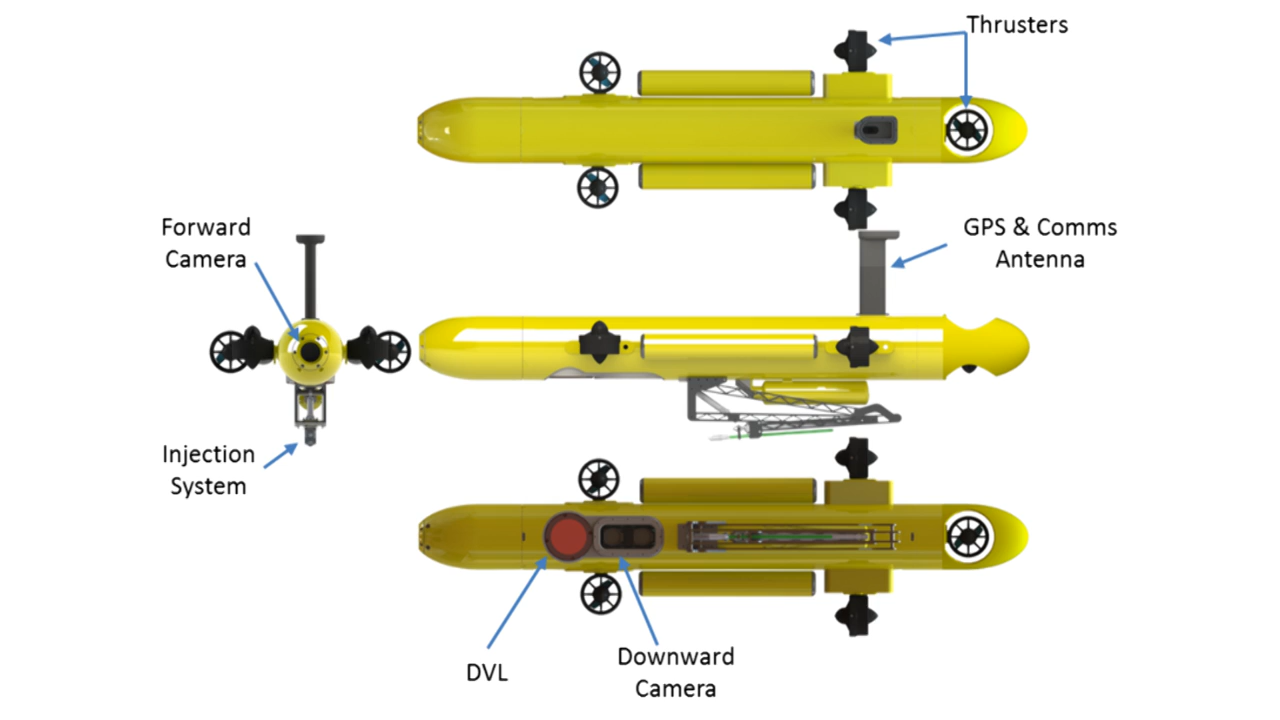 Thrusters
Forward
Camera
GPS & Comms
Antenna
Injection
System
DVL
Downward
Camera